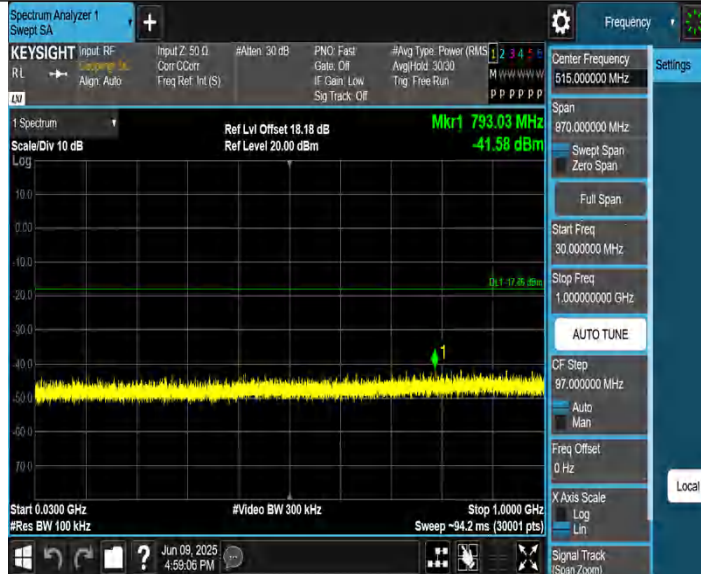 Spectrum Analyzer 1
Swept SA
+
Frequency
KEYSIGHT
RL
Input: RF
Align: Auto
Input Z: 50 Ω
Corr CCorr
Freq Ref: Int (S)
#Atten: 30 dB
PNO: Fast
Gate: Off
IF Gain: Low
Sig Track: Off
#Avg Type: Power (RMS
Avg|Hold: 30/30
Trig: Free Run
1 2 3 4 5 6
M W W W W W
P P P P P P
Center Frequency
515.000000 MHz
Settings
Span
970.000000 MHz
Swept Span
Zero Span
Full Span
Start Freq
30.000000 MHz
Stop Freq
1.000000000 GHz
AUTO TUNE
CF Step
97.000000 MHz
Auto
Man
Freq Offset
0 Hz
X Axis Scale
Log
Lin
Signal Track
(Span Zoom)
Local
1 Spectrum
Scale/Div 10 dB
Log
Ref Lvl Offset 18.18 dB
Ref Level 20.00 dBm
Mkr1 793.03 MHz
-41.58 dBm
10.0
0.00
-10.0
-20.0
-30.0
-40.0
-50.0
-60.0
-70.0
1
Start 0.0300 GHz
#Res BW 100 kHz
#Video BW 300 kHz
Stop 1.0000 GHz
Sweep ~94.2 ms (30001 pts)
?
Jun 09, 2025
4:59:06 PM